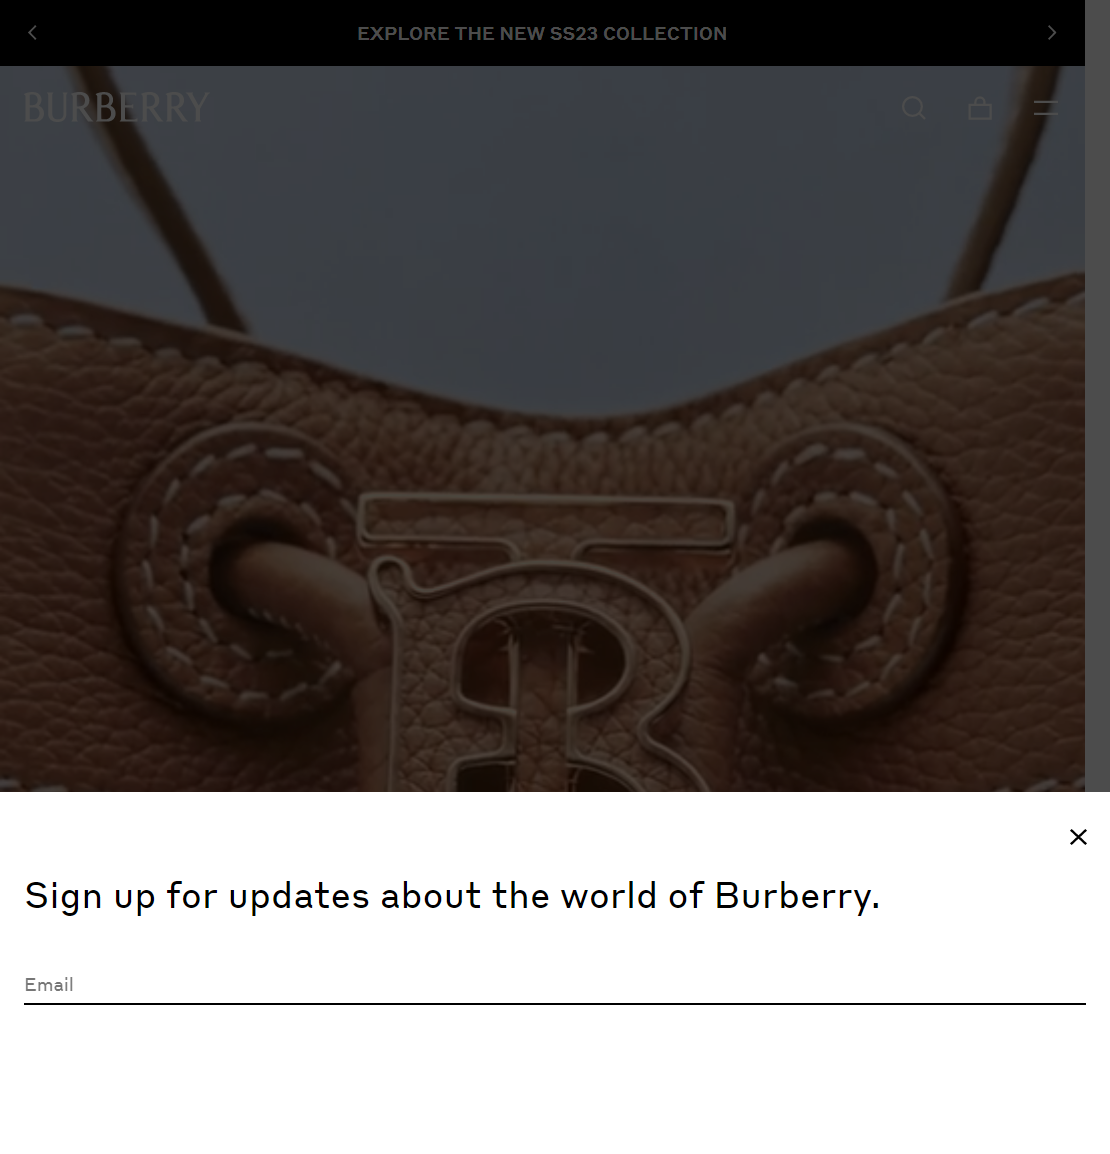 EXPLORE THE NEW SS23 COLLECTION
BURBERRY
Sign up for updates about the world of Burberry.
Email